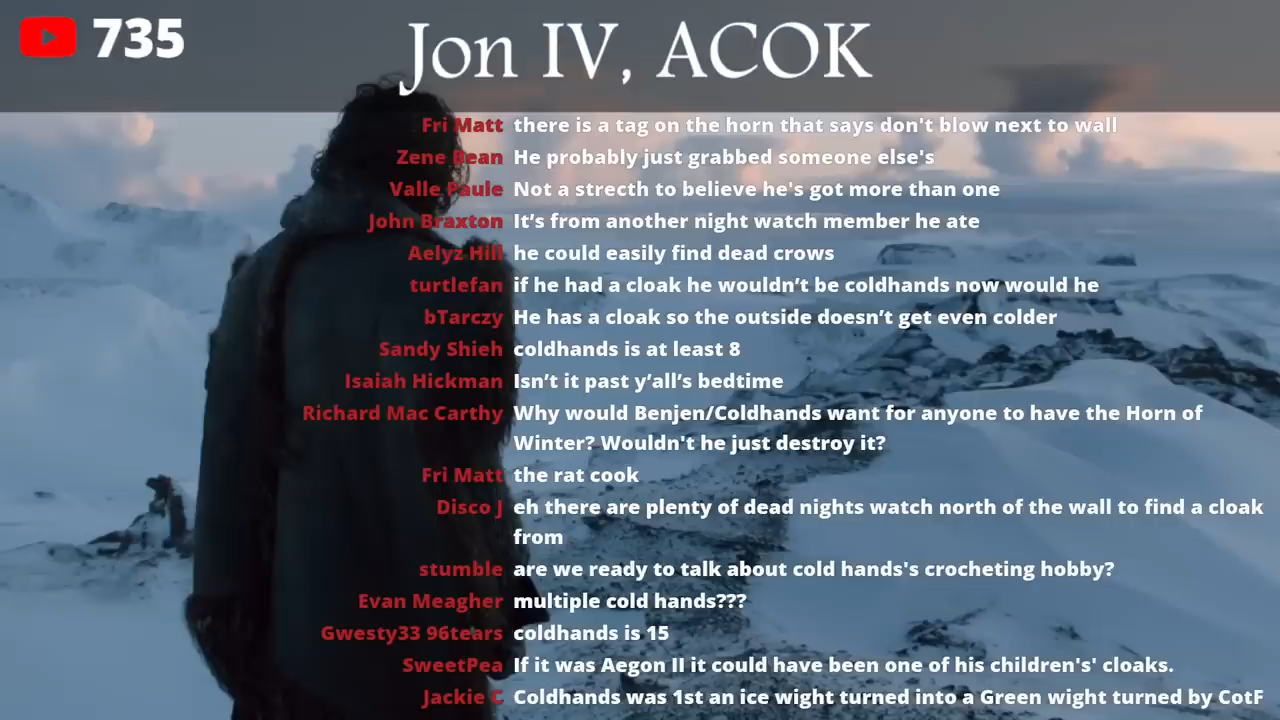 735
Jon IV, ACOK
Fri Matt there is a tag on the horn that says don't blow next to wall
Zene Bean He probably just grabbed someone else's
Valle Paule Not a strecth to believe he's got more than one
John Braxton It’s from another night watch member he ate
Aelyz Hill he could easily find dead crows
turtlefan if he had a cloak he wouldn’t be coldhands now would he
bTarczy He has a cloak so the outside doesn’t get even colder
Sandy Shieh coldhands is at least 8
Isaiah Hickman Isn’t it past y’all’s bedtime
Richard Mac Carthy Why would Benjen/Coldhands want for anyone to have the Horn of
Winter? Wouldn't he just destroy it?
Fri Matt the rat cook
Disco J eh there are plenty of dead nights watch north of the wall to find a cloak
from
stumble are we ready to talk about cold hands's crocheting hobby?
Evan Meagher multiple cold hands???
Gwesty33 96tears coldhands is 15
SweetPea If it was Aegon II it could have been one of his children's' cloaks.
Jackie C Coldhands was 1st an ice wight turned into a Green wight turned by CotF